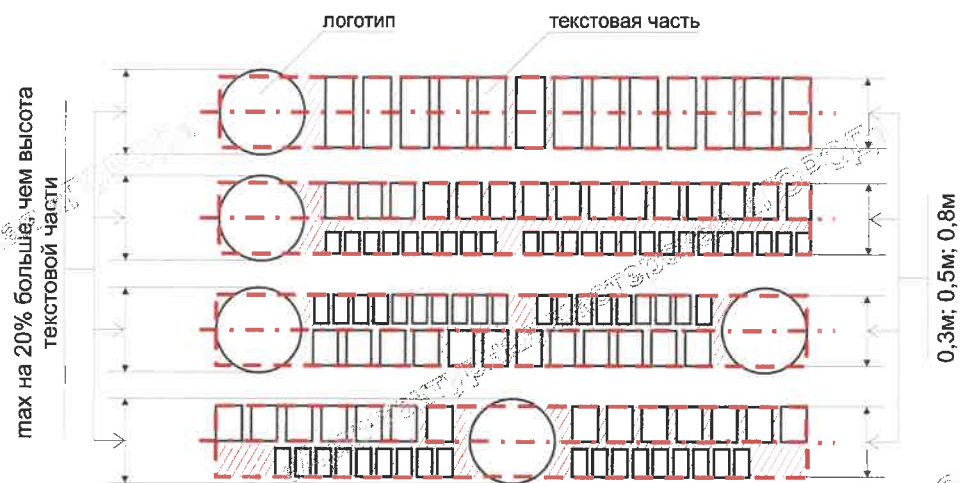 логотип
текстовая часть
max на 20% больше, чем высота
текстовой части
0,3м; 0,5м; 0,8м